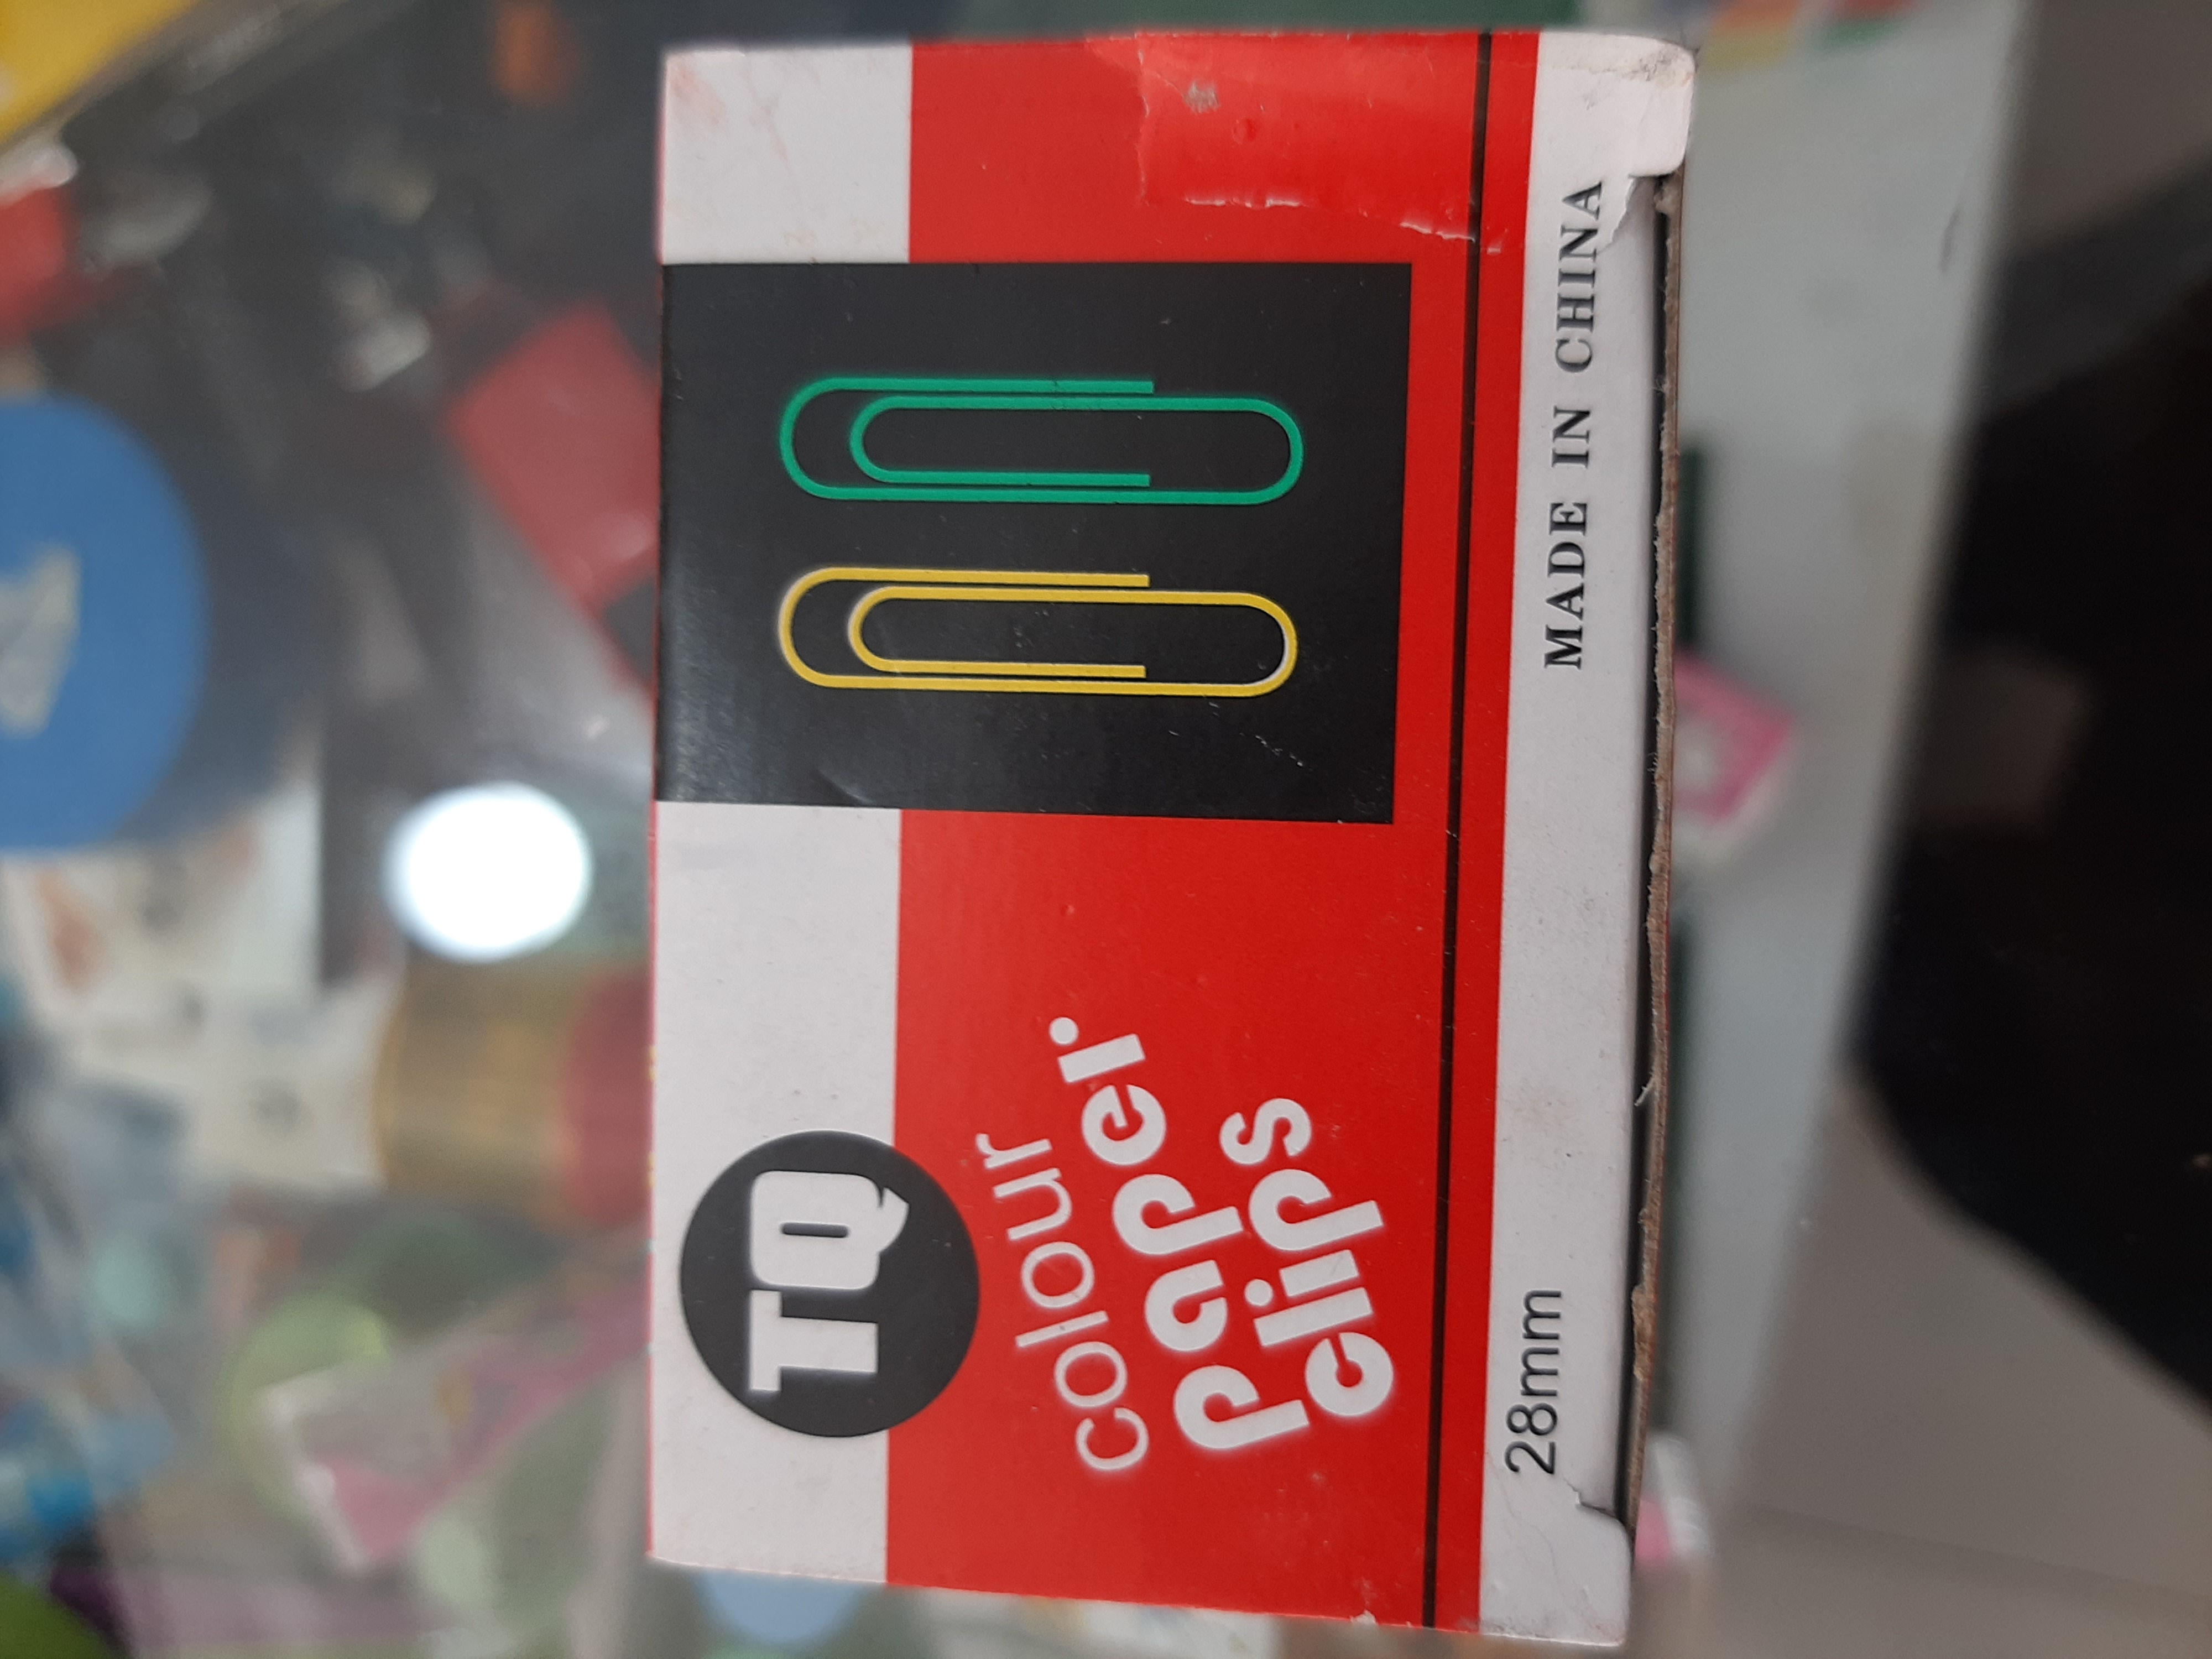 TQ
colour
paper
clips
28mm
MADE IN CHINA